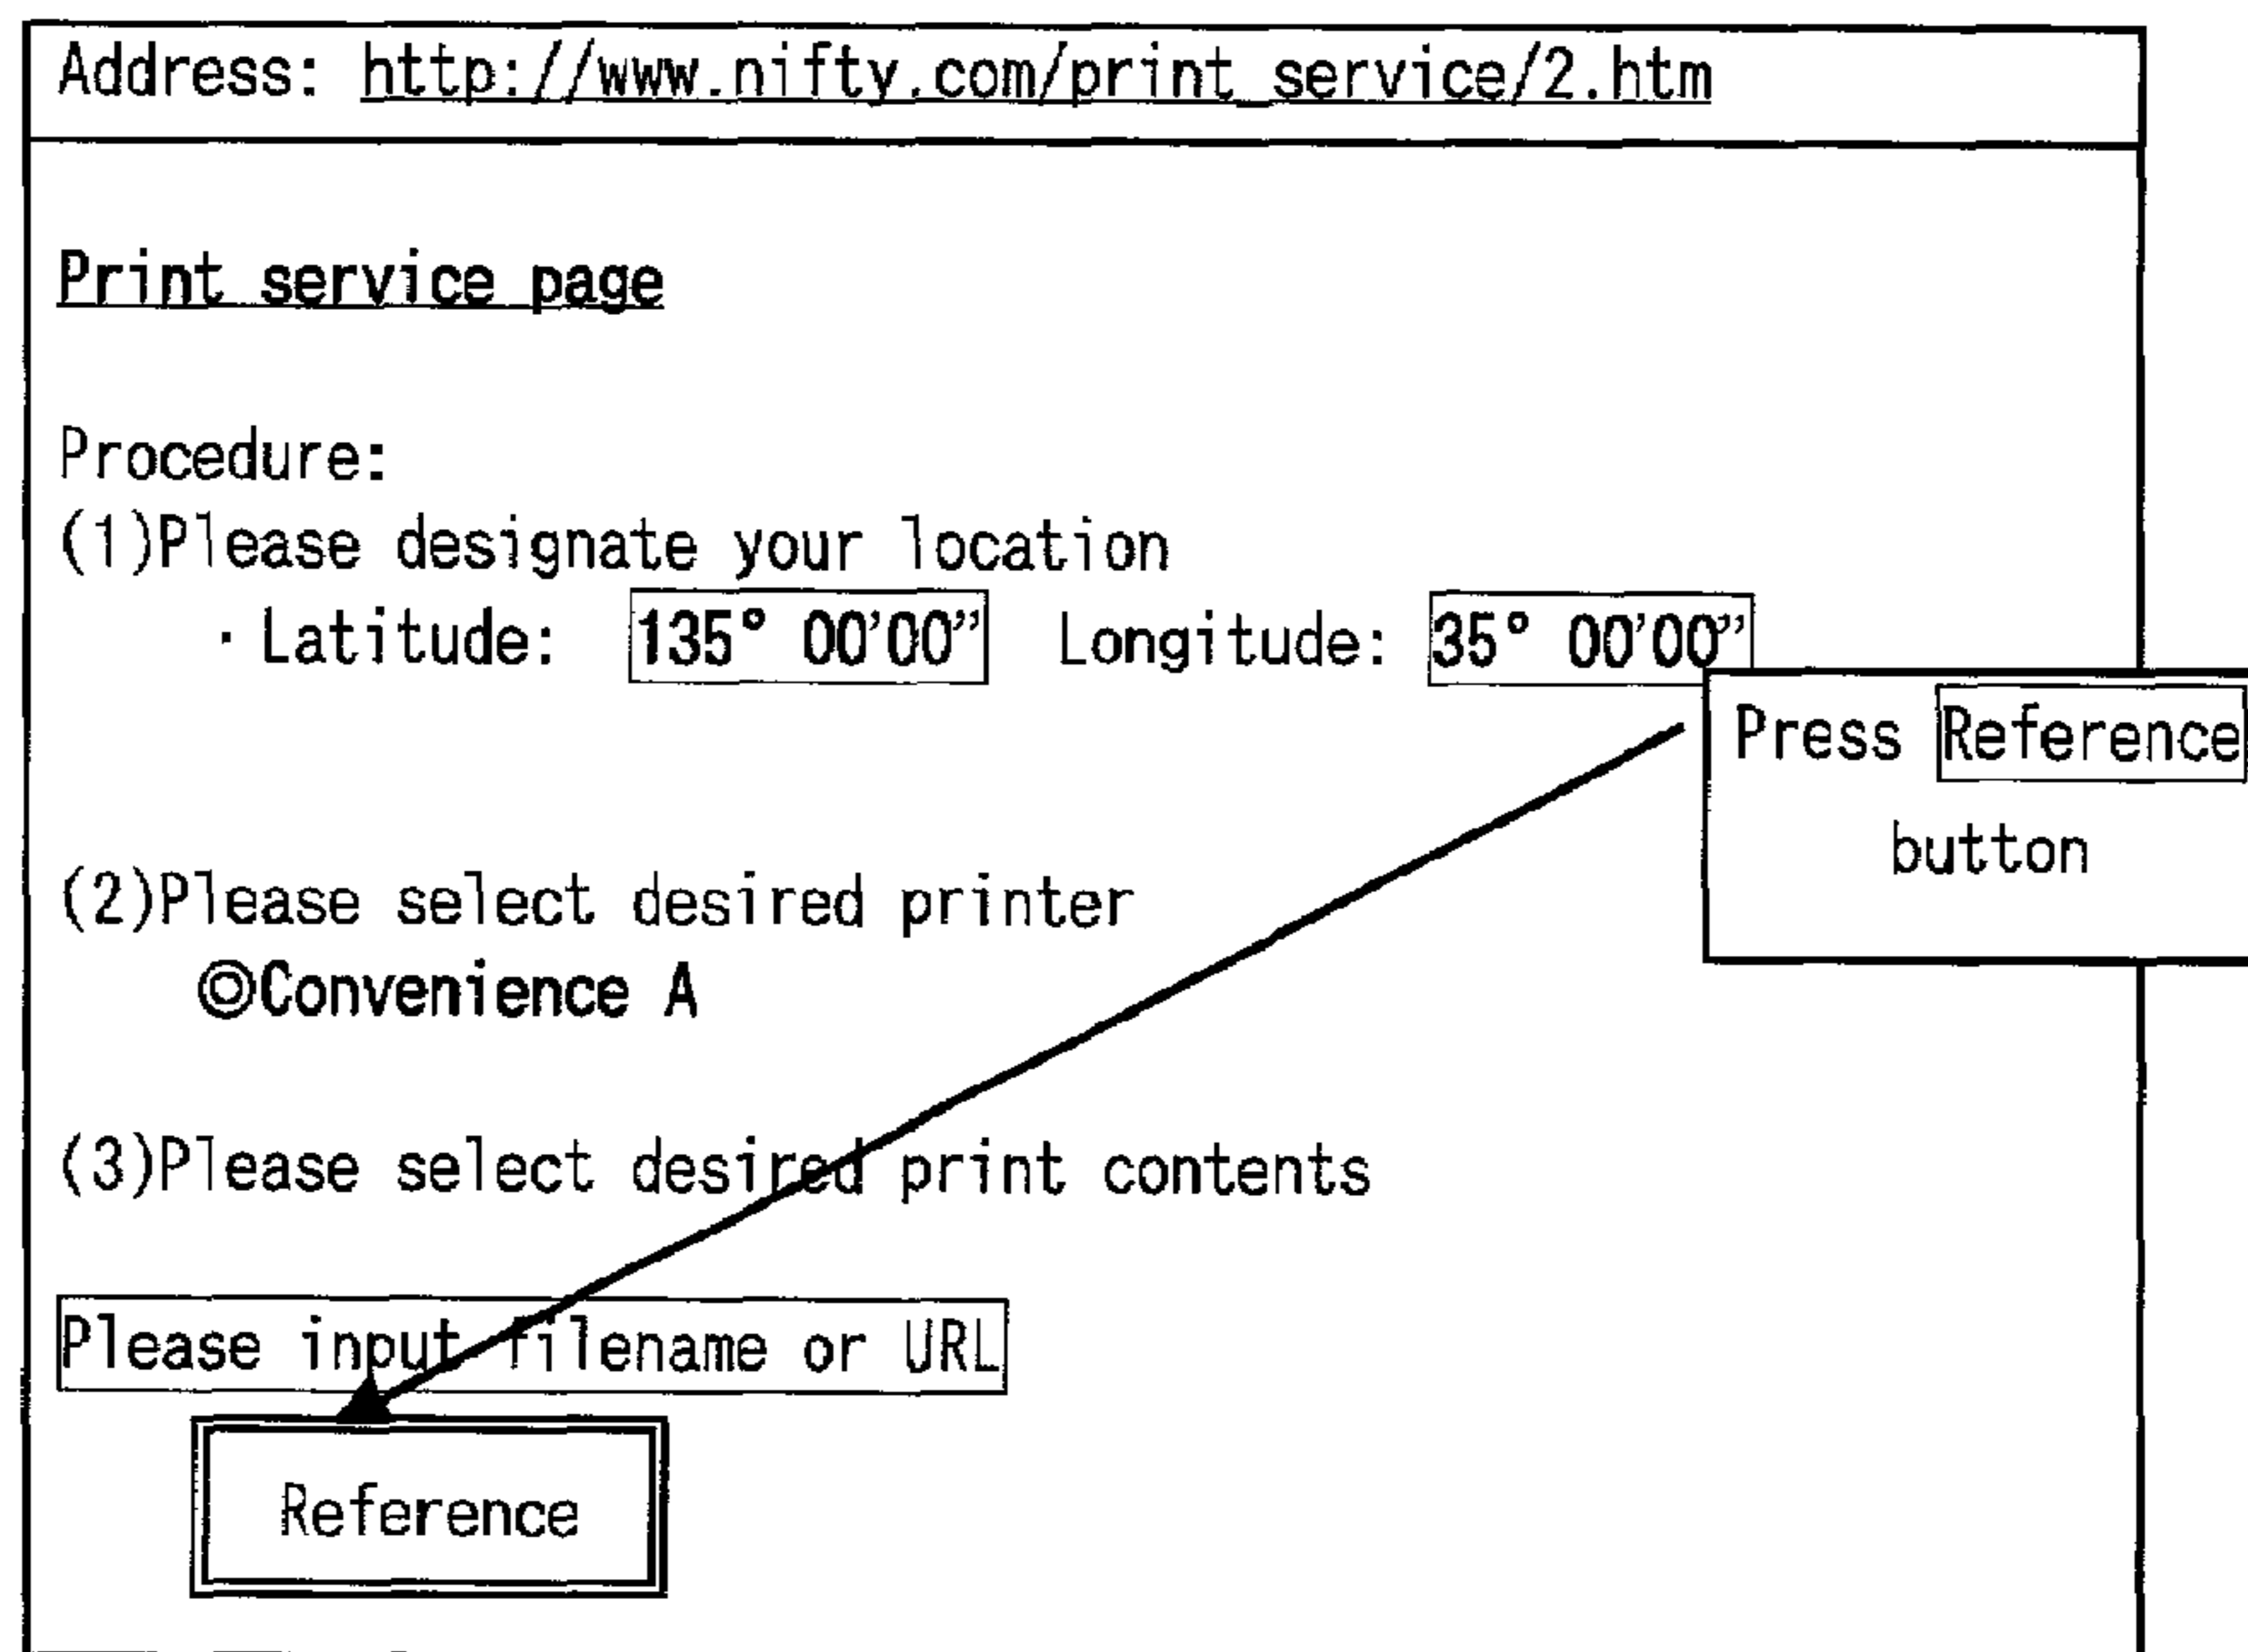 Address: http://www.nifty.com/print_service/2.htm
Print service page
Procedure:
(1)Please designate your location
・Latitude: 135° 00'00” Longitude: 35° 00'00”
Press Reference
button
(2)Please select desired printer
◎Convenience A
(3)Please select desired print contents
Please input filename or URL
Reference